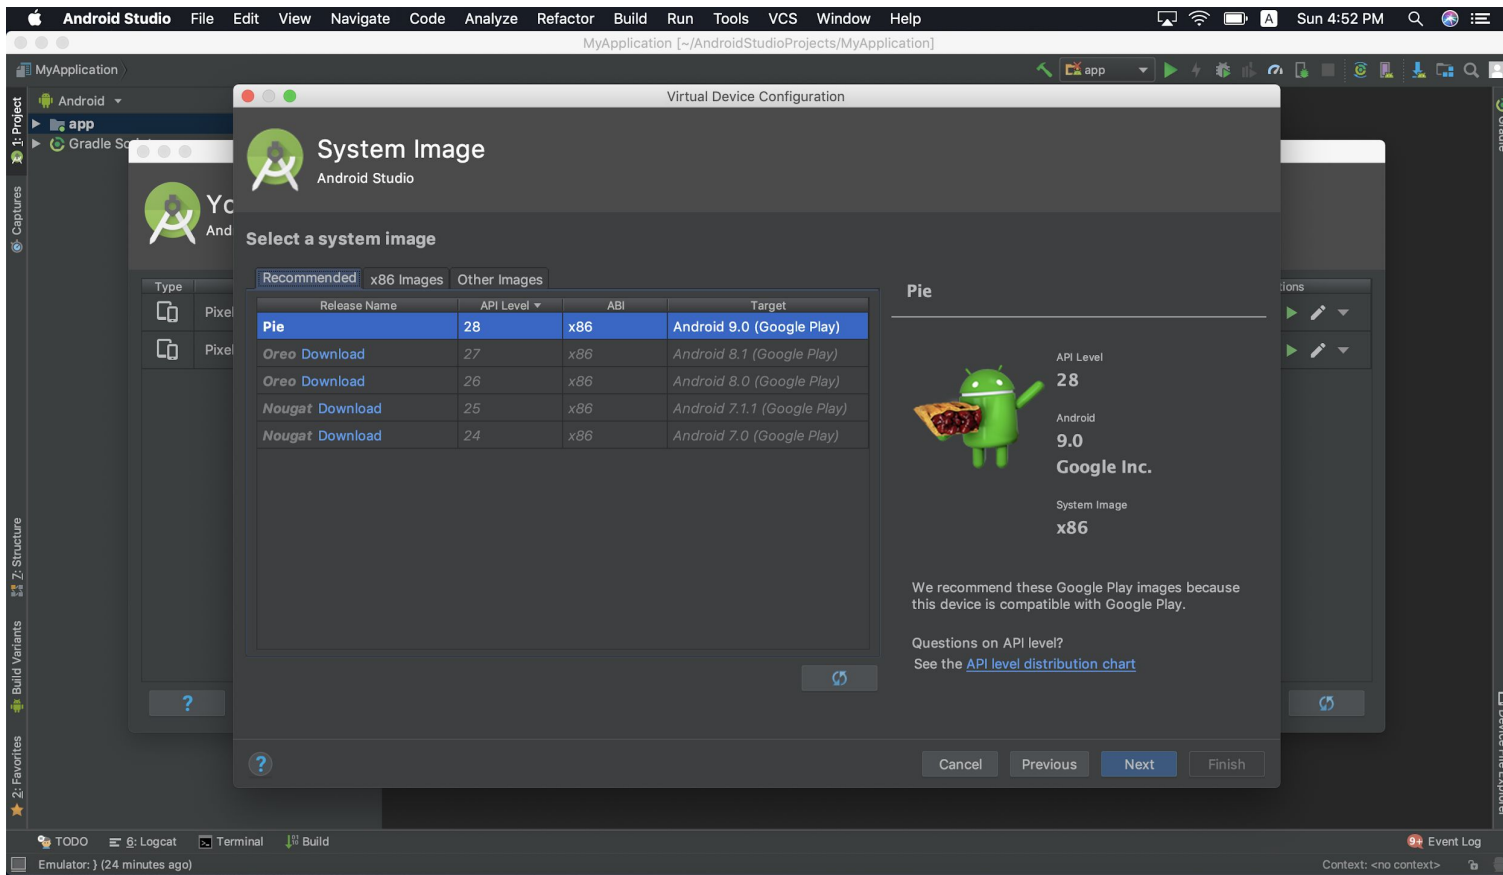 Android Studio File Edit View Navigate Code Analyze Refactor Build Run Tools VCS Window Help A Sun 4:52 PM
MyApplication [~/AndroidStudioProjects/MyApplication]
MyApplication app
1: Project
Captures
7: Structure
Build Variants
2: Favorites
Android
app
Gradle
Type
Pixel
Pixel
?
Virtual Device Configuration
System Image
Android Studio
Select a system image
Recommended x86 Images Other Images
Release Name API Level ABI Target
Pie 28 x86 Android 9.0 (Google Play)
Oreo Download 27 x86 Android 8.1 (Google Play)
Oreo Download 26 x86 Android 8.0 (Google Play)
Nougat Download 25 x86 Android 7.1.1 (Google Play)
Nougat Download 24 x86 Android 7.0 (Google Play)
Pie
API Level
28
Android
9.0
Google Inc.
System Image
x86
We recommend these Google Play images because
this device is compatible with Google Play.
Questions on API level?
See the API level distribution chart
? Cancel Previous Next Finish
TODO 6: Logcat Terminal Build 9+ Event Log
Emulator: } (24 minutes ago) Context: <no context>